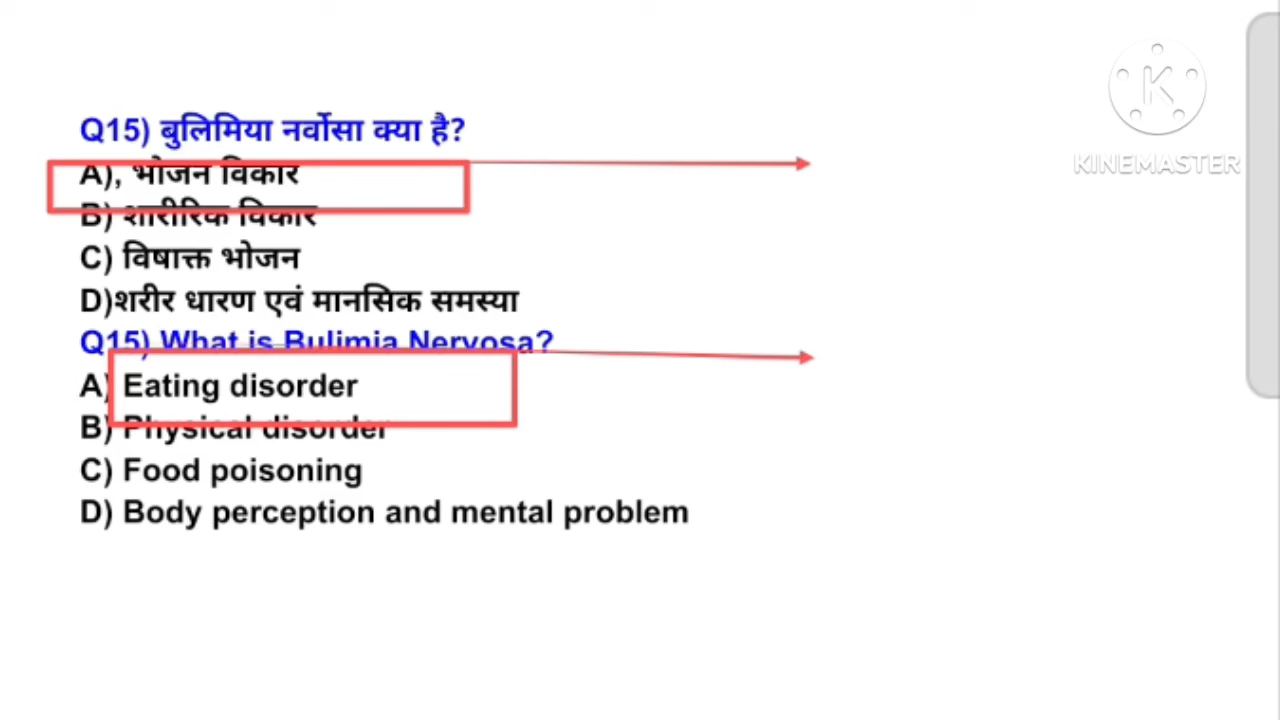 Q15) बुलिमिया नर्वोसा क्या है?
A), भोजन विकार
B) शारीरिक विकार
C) विषाक्त भोजन
D)शरीर धारण एवं मानसिक समस्या
Q15) What is Bulimia Nervosa?
A) Eating disorder
B) Physical disorder
C) Food poisoning
D) Body perception and mental problem
KINEMASTER